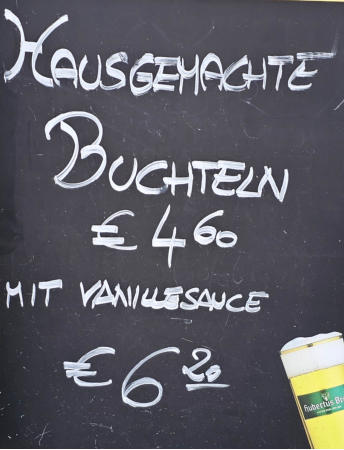 HAUSGEMACHTE
BUCHTELN
€ 4 60
MIT VANILLESAUCE
€ 6 20
Hubertus Br